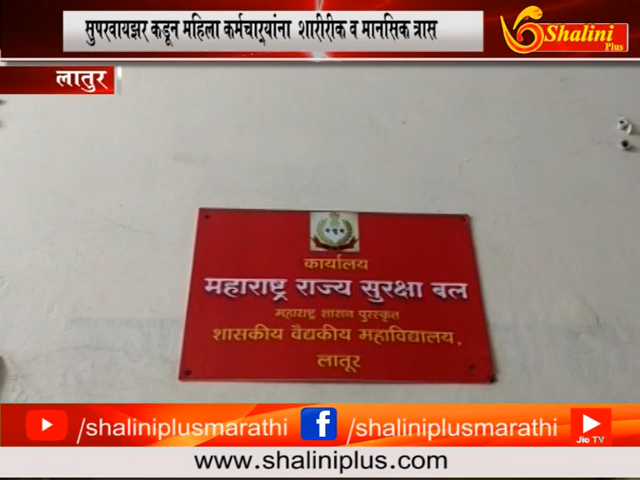 सुपरवायझर कडून महिला कर्मचाऱ्यांना शारीरीक व मानसिक त्रास
Shalini
Plus
लातुर
कार्यालय
महाराष्ट्र राज्य सुरक्षा बल
महाराष्ट्र शासन पुरस्कृत
शासकीय वैद्यकीय महाविद्यालय,
लातूर
/shaliniplusmarathi
/shaliniplusmarathi
Jio TV
www.shaliniplus.com